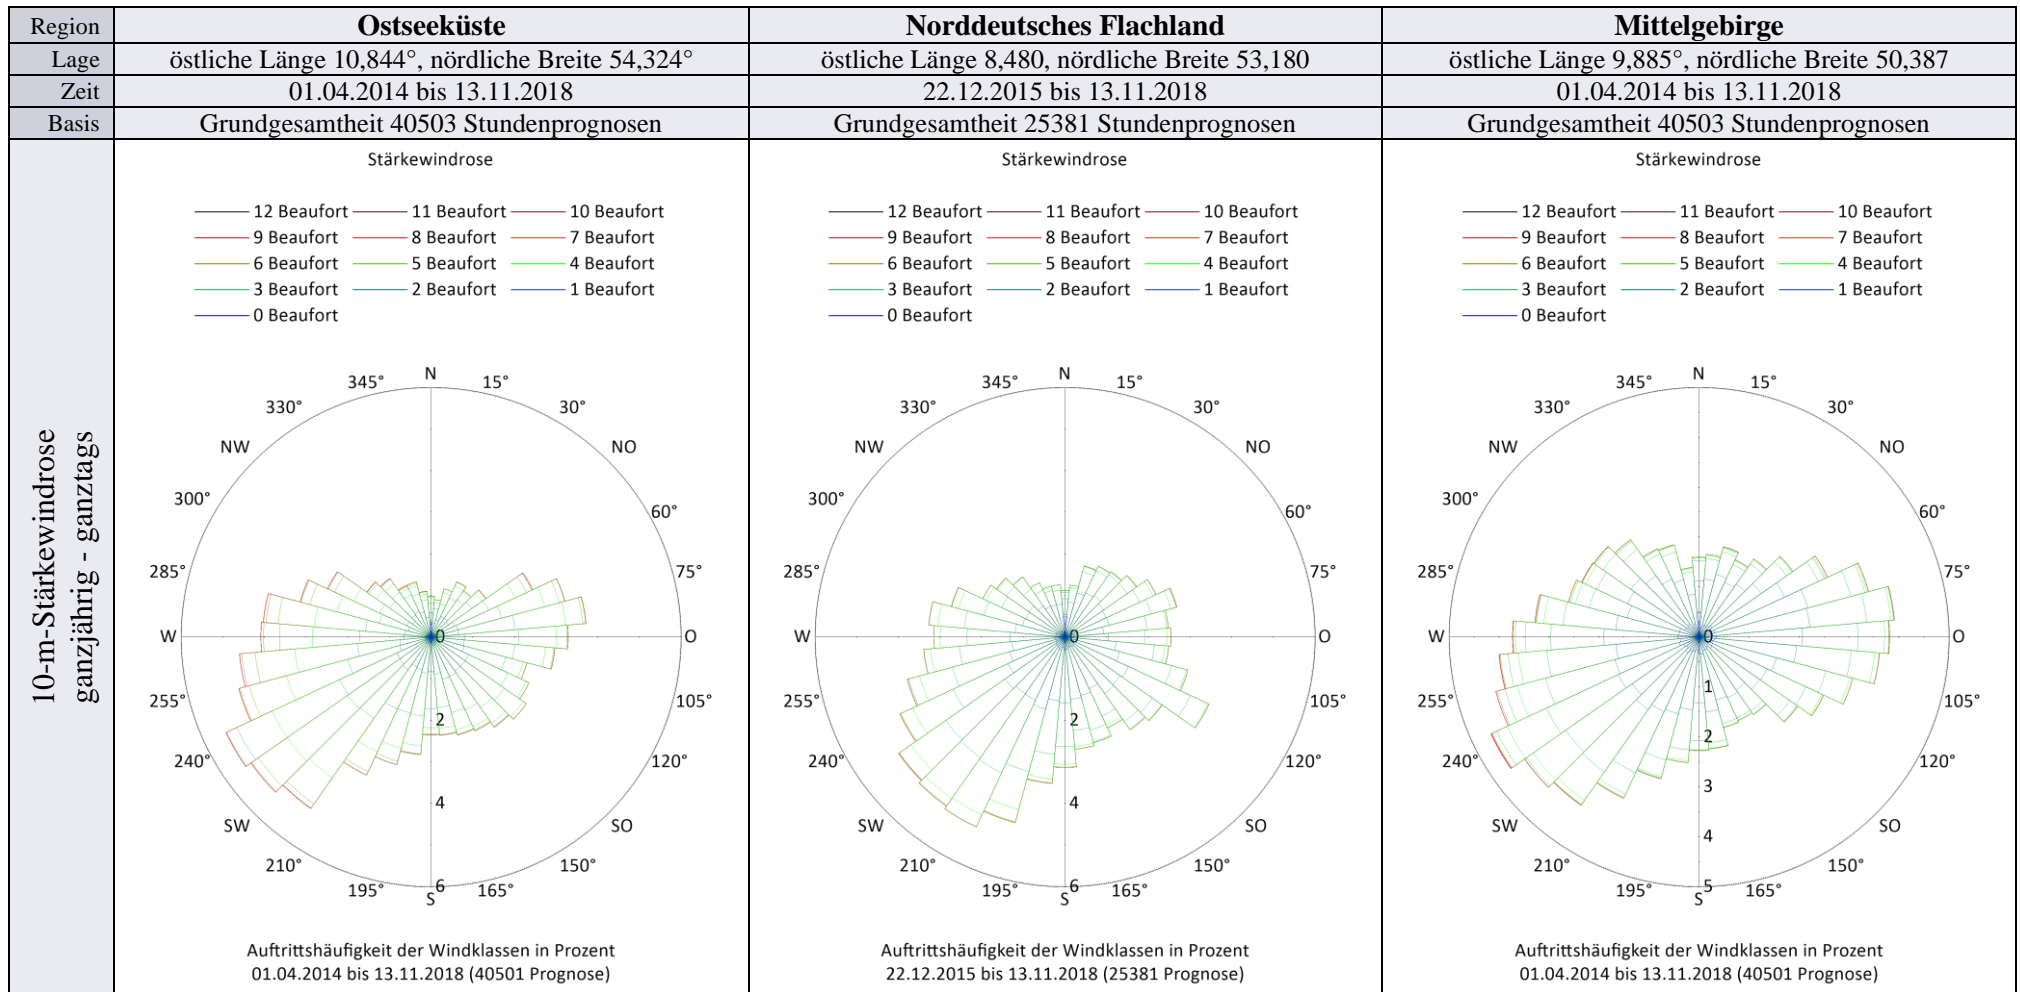 Region Ostseeküste Norddeutsches Flachland Mittelgebirge
Lage östliche Länge 10,844°, nördliche Breite 54,324° östliche Länge 8,480, nördliche Breite 53,180 östliche Länge 9,885°, nördliche Breite 50,387
Zeit 01.04.2014 bis 13.11.2018 22.12.2015 bis 13.11.2018 01.04.2014 bis 13.11.2018
Basis Grundgesamtheit 40503 Stundenprognosen Grundgesamtheit 25381 Stundenprognosen Grundgesamtheit 40503 Stundenprognosen
10-m-Stärkewindrose
ganzjährig - ganztags
Stärkewindrose
12 Beaufort 11 Beaufort 10 Beaufort
9 Beaufort 8 Beaufort 7 Beaufort
6 Beaufort 5 Beaufort 4 Beaufort
3 Beaufort 2 Beaufort 1 Beaufort
0 Beaufort
N
345° 15°
330° 30°
NW NO
300° 60°
285° 75°
W 0 O
255° 105°
2
240° 120°
4
SW SO
210° 150°
195° 6 165°
S
Auftrittshäufigkeit der Windklassen in Prozent
01.04.2014 bis 13.11.2018 (40501 Prognose)
Stärkewindrose
12 Beaufort 11 Beaufort 10 Beaufort
9 Beaufort 8 Beaufort 7 Beaufort
6 Beaufort 5 Beaufort 4 Beaufort
3 Beaufort 2 Beaufort 1 Beaufort
0 Beaufort
N
345° 15°
330° 30°
NW NO
300° 60°
285° 75°
W 0 O
255° 105°
2
240° 120°
4
SW SO
210° 150°
195° 6 165°
S
Auftrittshäufigkeit der Windklassen in Prozent
22.12.2015 bis 13.11.2018 (25381 Prognose)
Stärkewindrose
12 Beaufort 11 Beaufort 10 Beaufort
9 Beaufort 8 Beaufort 7 Beaufort
6 Beaufort 5 Beaufort 4 Beaufort
3 Beaufort 2 Beaufort 1 Beaufort
0 Beaufort
N
345° 15°
330° 30°
NW NO
300° 60°
285° 75°
W 0 O
1
255° 105°
2
240° 120°
3
SW SO
4
210° 150°
195° 5 165°
S
Auftrittshäufigkeit der Windklassen in Prozent
01.04.2014 bis 13.11.2018 (40501 Prognose)